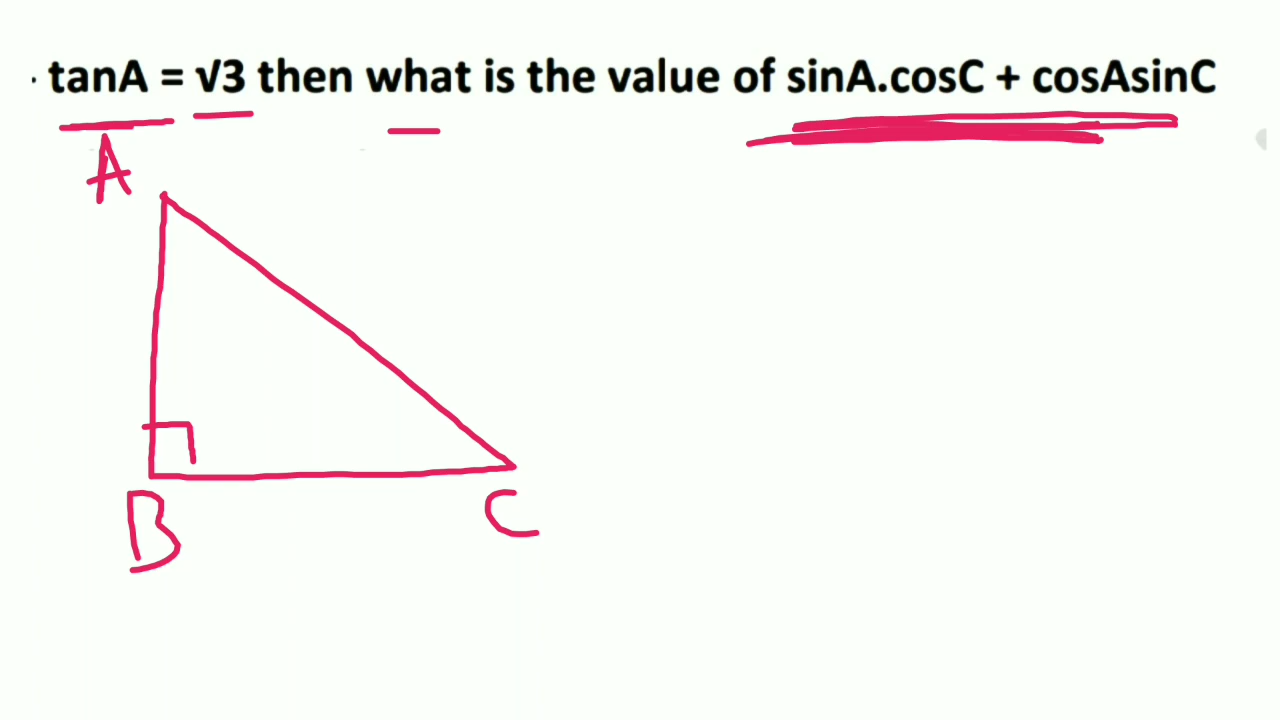 · tanA = √3 then what is the value of sinA.cosC + cosAsinC
A
B
C